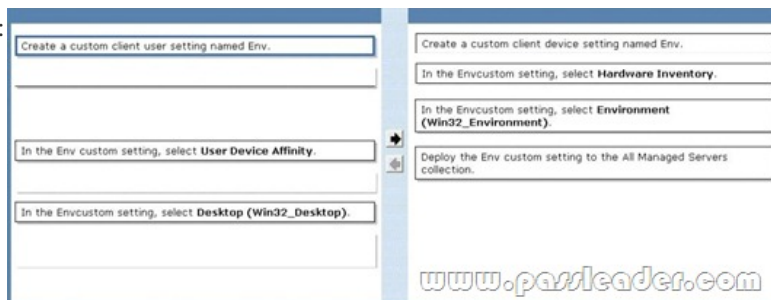 :
Create a custom client user setting named Env.
In the Env custom setting, select User Device Affinity.
In the Envcustom setting, select Desktop (Win32_Desktop).
Create a custom client device setting named Env.
In the Envcustom setting, select Hardware Inventory.
In the Envcustom setting, select Environment
(Win32_Environment).
Deploy the Env custom setting to the All Managed Servers
collection.
www.passleader.com